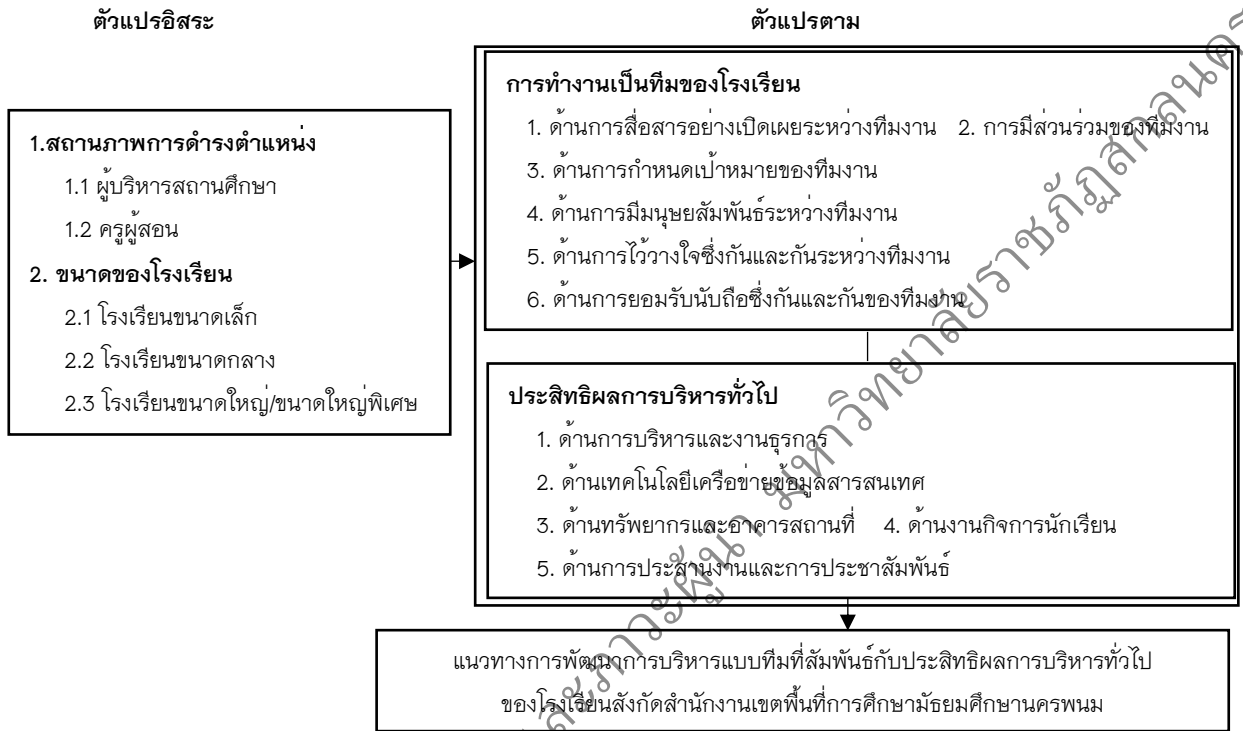 ตัวแปรอิสระ
ตัวแปรตาม
1.สถานภาพการดำรงตำแหน่ง
1.1 ผู้บริหารสถานศึกษา
1.2 ครูผู้สอน
2. ขนาดของโรงเรียน
2.1 โรงเรียนขนาดเล็ก
2.2 โรงเรียนขนาดกลาง
2.3 โรงเรียนขนาดใหญ่/ขนาดใหญ่พิเศษ
การทำงานเป็นทีมของโรงเรียน
1. ด้านการสื่อสารอย่างเปิดเผยระหว่างทีมงาน 2. การมีส่วนร่วมของทีมงาน
3. ด้านการกำหนดเป้าหมายของทีมงาน
4. ด้านการมีมนุษยสัมพันธ์ระหว่างทีมงาน
5. ด้านการไว้วางใจซึ่งกันและกันระหว่างทีมงาน
6. ด้านการยอมรับนับถือซึ่งกันและกันของทีมงาน
ประสิทธิผลการบริหารทั่วไป
1. ด้านการบริหารและงานธุรการ
2. ด้านเทคโนโลยีเครือข่ายข้อมูลสารสนเทศ
3. ด้านทรัพยากรและอาคารสถานที่ 4. ด้านงานกิจการนักเรียน
5. ด้านการประสานงานและการประชาสัมพันธ์
แนวทางการพัฒนาการบริหารแบบทีมที่สัมพันธ์กับประสิทธิผลการบริหารทั่วไป
ของโรงเรียนสังกัดสำนักงานเขตพื้นที่การศึกษามัธยมศึกษานครพนม
ละภาวะผู้นำ มหาวิทยาลัยราชภัฏสกลนคร